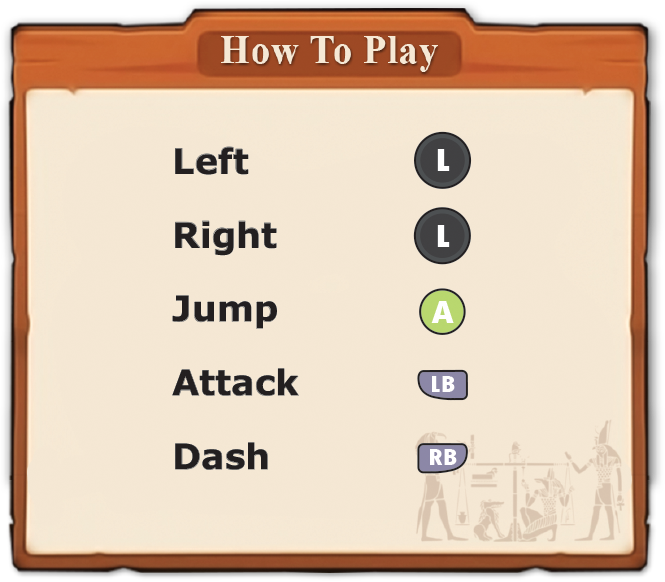 How To Play
Left L
Right L
Jump A
Attack LB
Dash RB